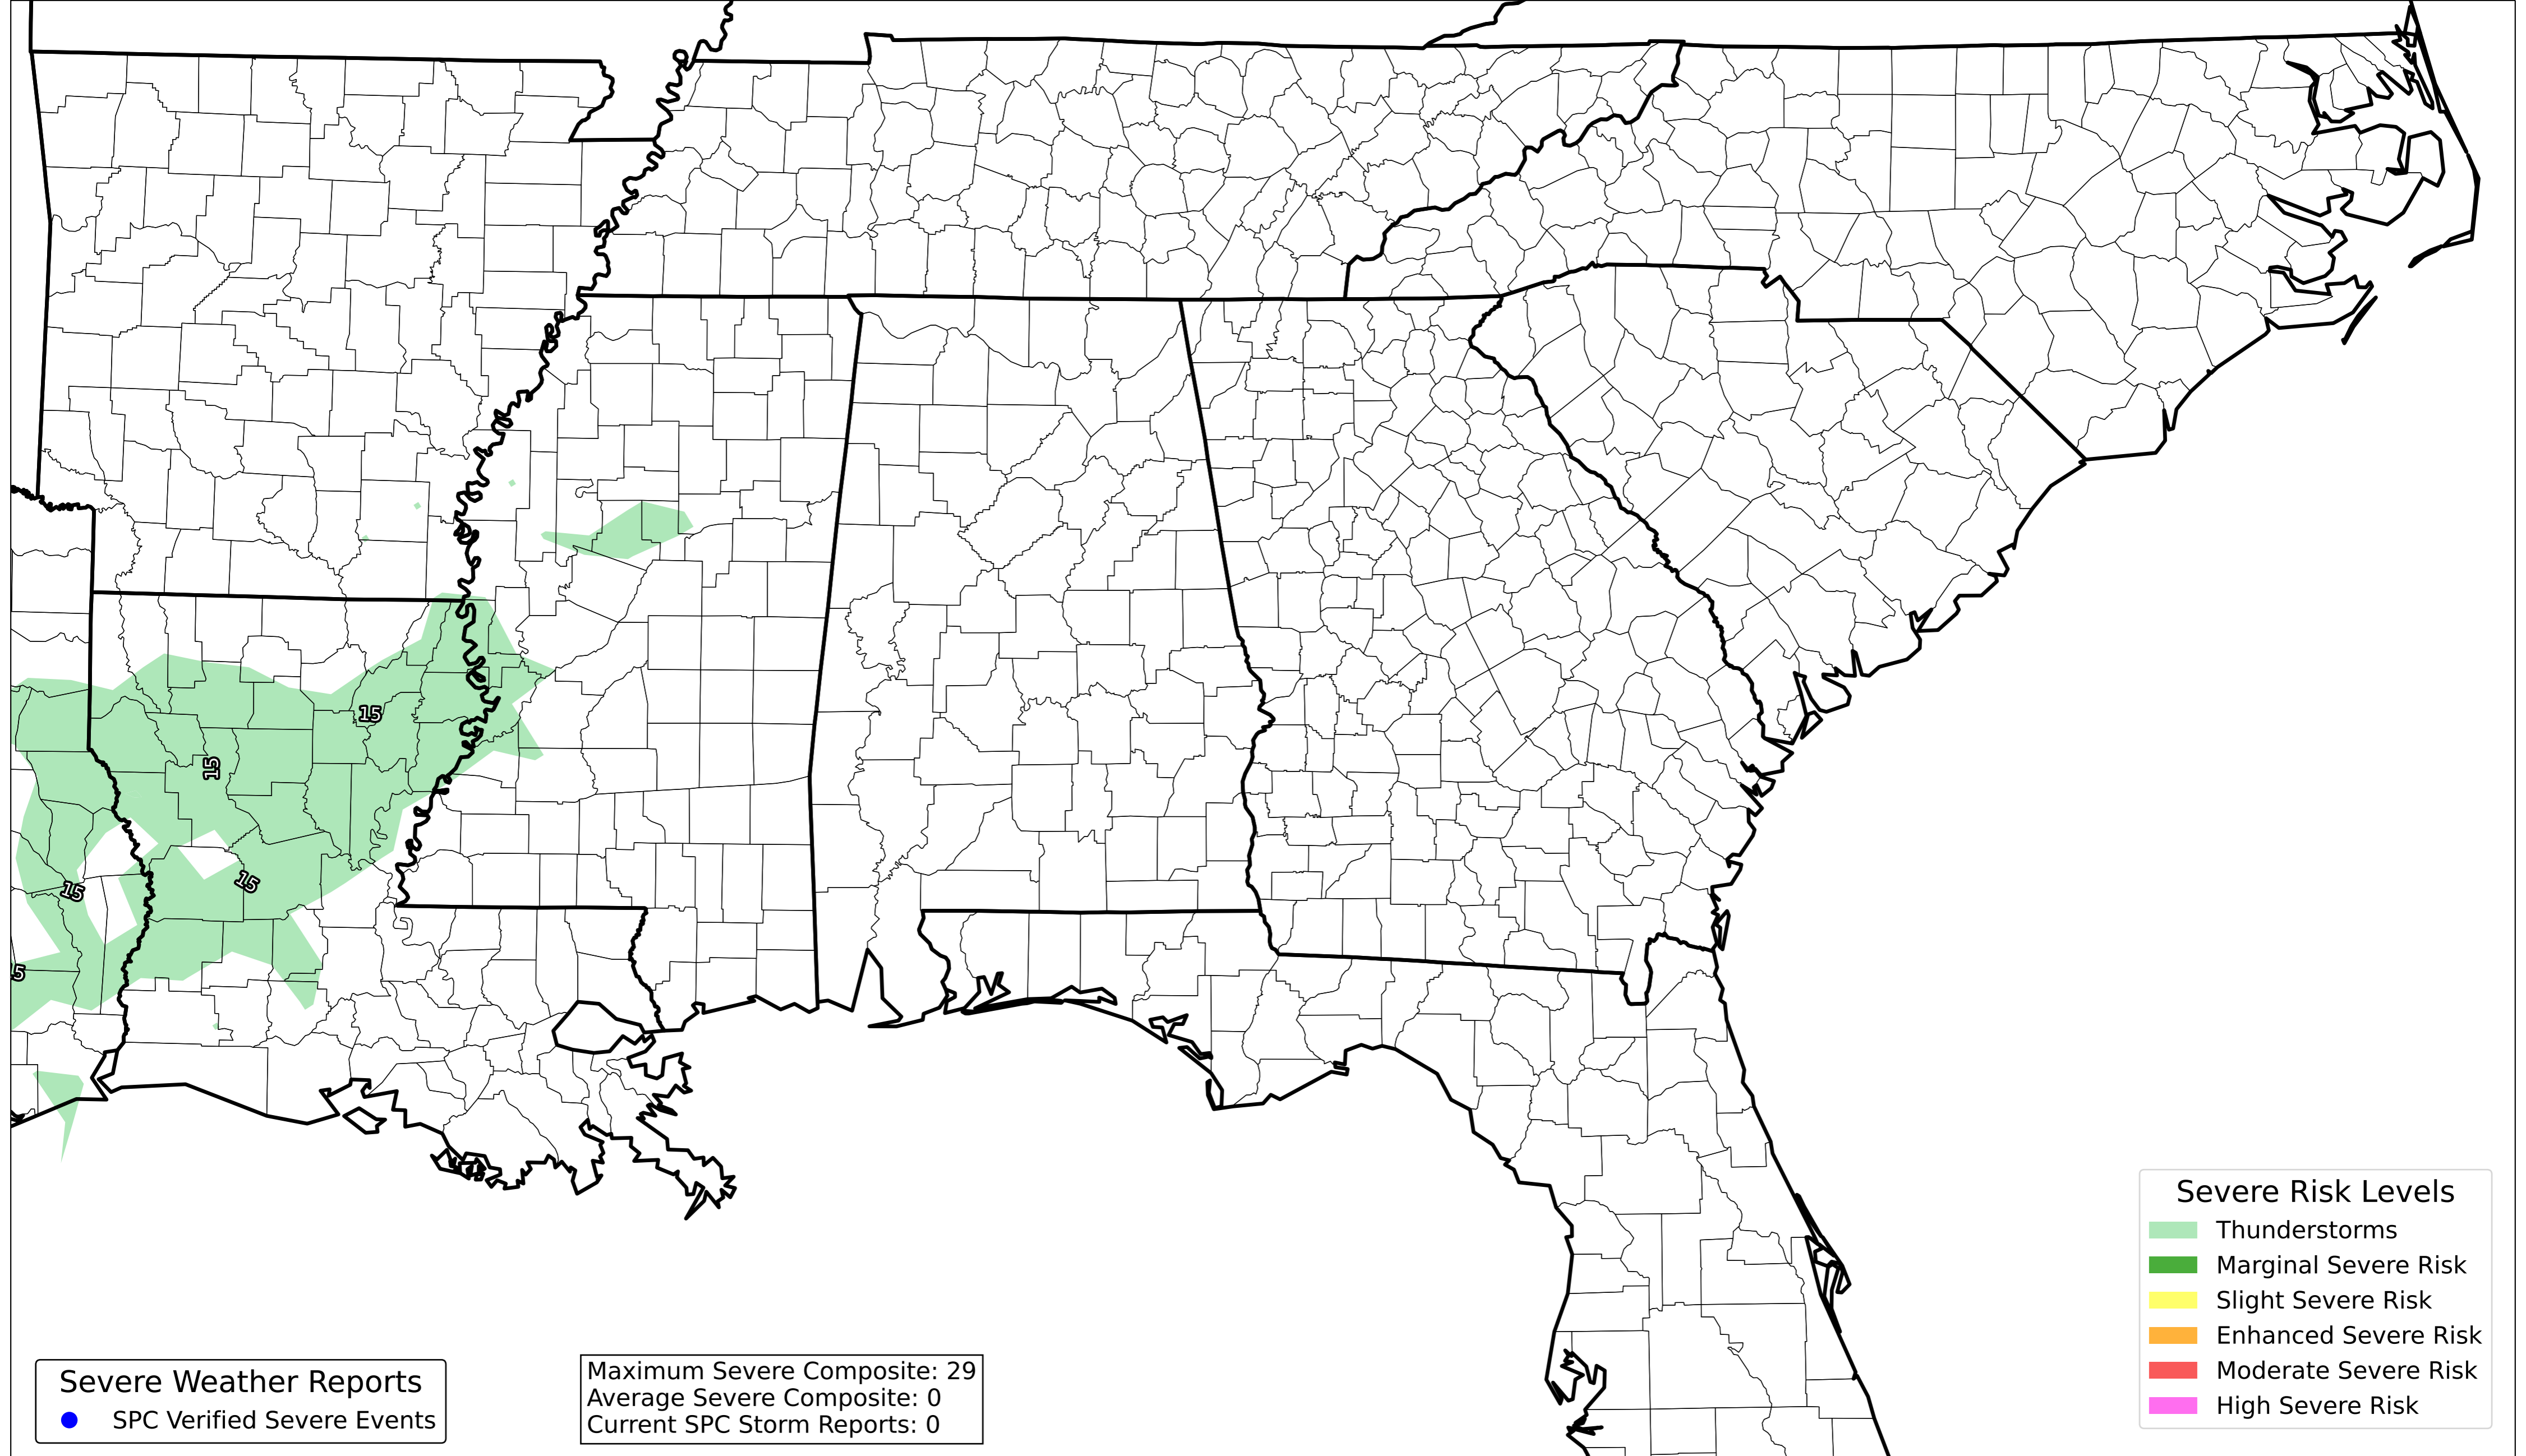 15
15
15
15
5
Severe Risk Levels
Thunderstorms
Marginal Severe Risk
Slight Severe Risk
Enhanced Severe Risk
Moderate Severe Risk
High Severe Risk
Severe Weather Reports
SPC Verified Severe Events
Maximum Severe Composite: 29
Average Severe Composite: 0
Current SPC Storm Reports: 0